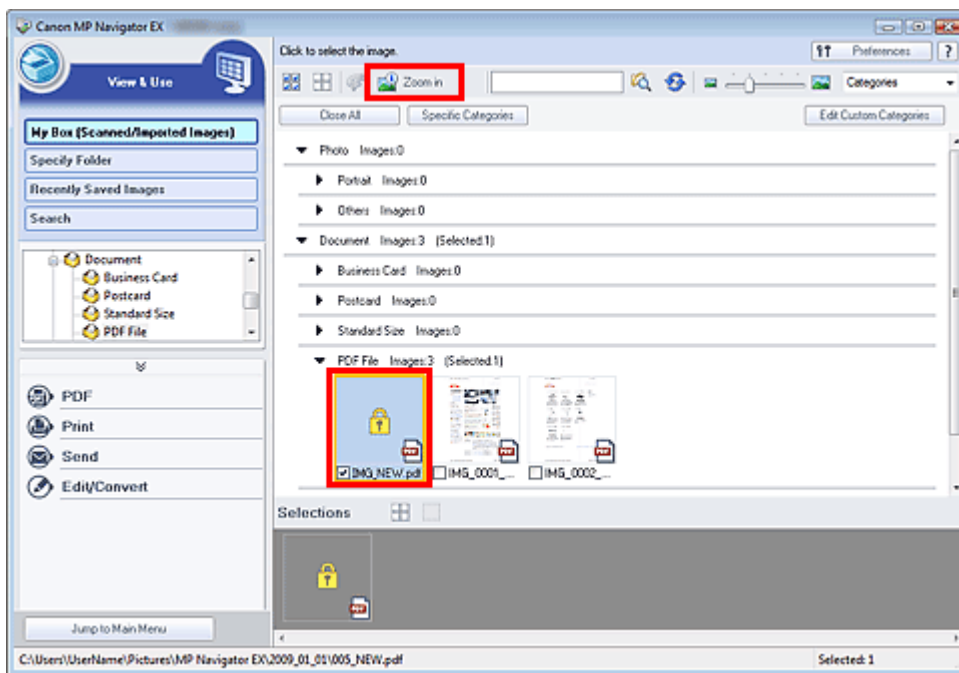 Canon MP Navigator EX
Click to select the image.
Preferences
?
View & Use
Zoom in
Categories
Close All
Specific Categories
Edit Custom Categories
My Box (Scanned/Imported Images)
Specify Folder
Recently Saved Images
Search
Document
Business Card
Postcard
Standard Size
PDF File
PDF
Print
Send
Edit/Convert
Jump to Main Menu
Photo Images:0
Portrait Images:0
Others Images:0
Document Images:3 (Selected:1)
Business Card Images:0
Postcard Images:0
Standard Size Images:0
PDF File Images:3 (Selected:1)
IMG_NEW.pdf
IMG_0001_...
IMG_0002_...
Selections
C:\Users\UserName\Pictures\MP Navigator EX\2009_01_01\005_NEW.pdf
Selected: 1